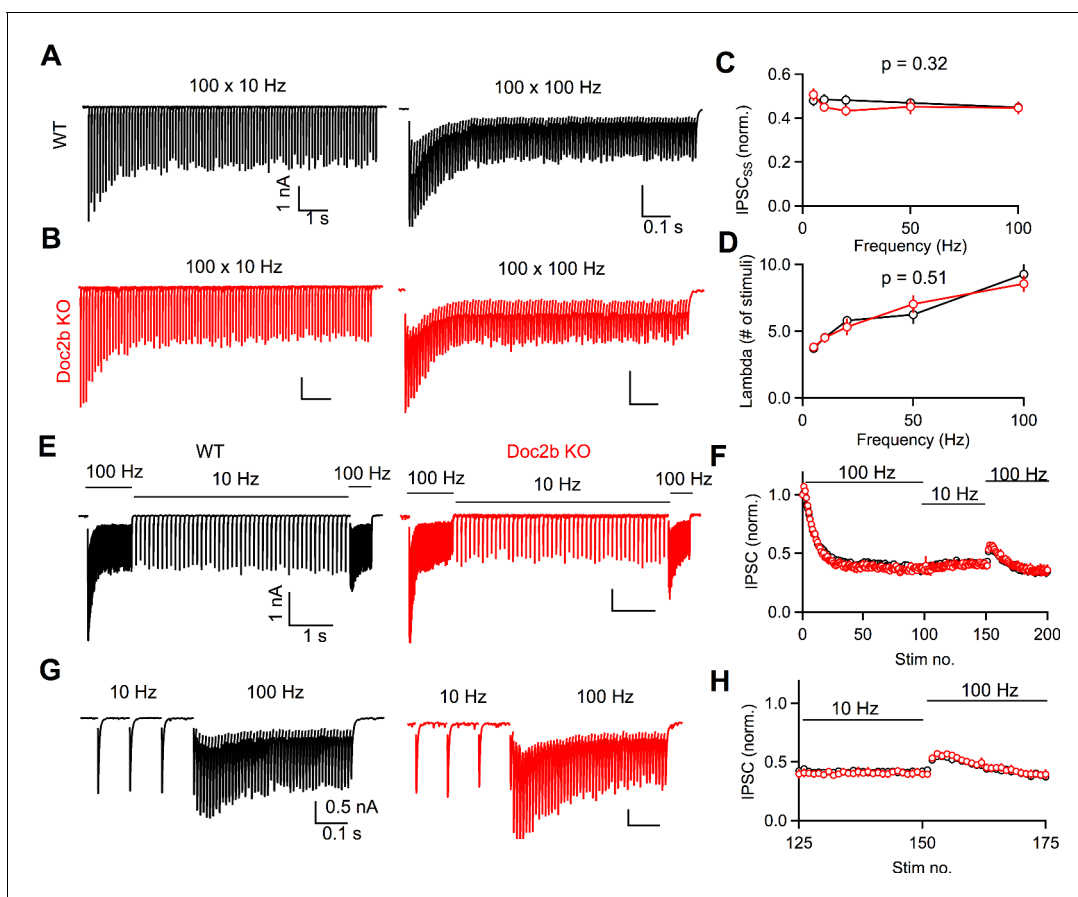 A
100 x 10 Hz
100 x 100 Hz
WT
1 nA
1 s
0.1 s
B
100 x 10 Hz
100 x 100 Hz
Doc2b KO
C
p = 0.32
0.6
0.4
0.2
0.0
IPSCSS (norm.)
50
100
Frequency (Hz)
D
p = 0.51
10.0
5.0
0.0
Lambda (# of stimuli)
0
50
100
Frequency (Hz)
E
WT
Doc2b KO
100 Hz
10 Hz
100 Hz
100 Hz
10 Hz
100 Hz
1 nA
1 s
F
100 Hz
10 Hz
100 Hz
1.0
0.5
0.0
IPSC (norm.)
0
50
100
150
200
Stim no.
G
10 Hz
100 Hz
10 Hz
100 Hz
0.5 nA
0.1 s
H
10 Hz
100 Hz
1.0
0.5
0.0
IPSC (norm.)
125
150
175
Stim no.